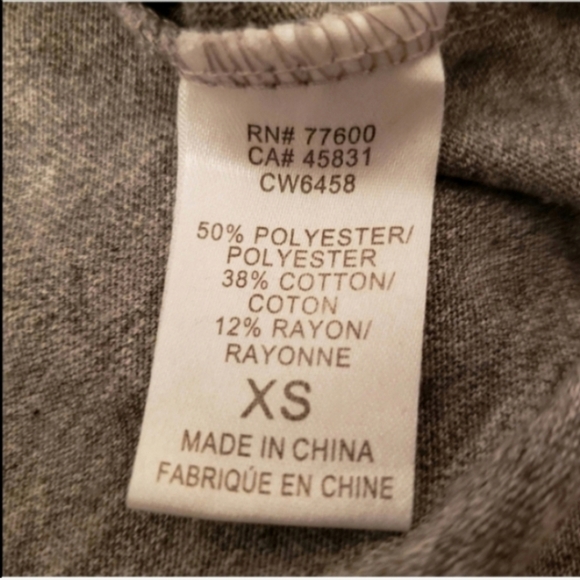 RN# 77600
CA# 45831
CW6458
50% POLYESTER/
POLYESTER
38% COTTON/
COTON
12% RAYON/
RAYONNE
XS
MADE IN CHINA
FABRIQÚE EN CHINE